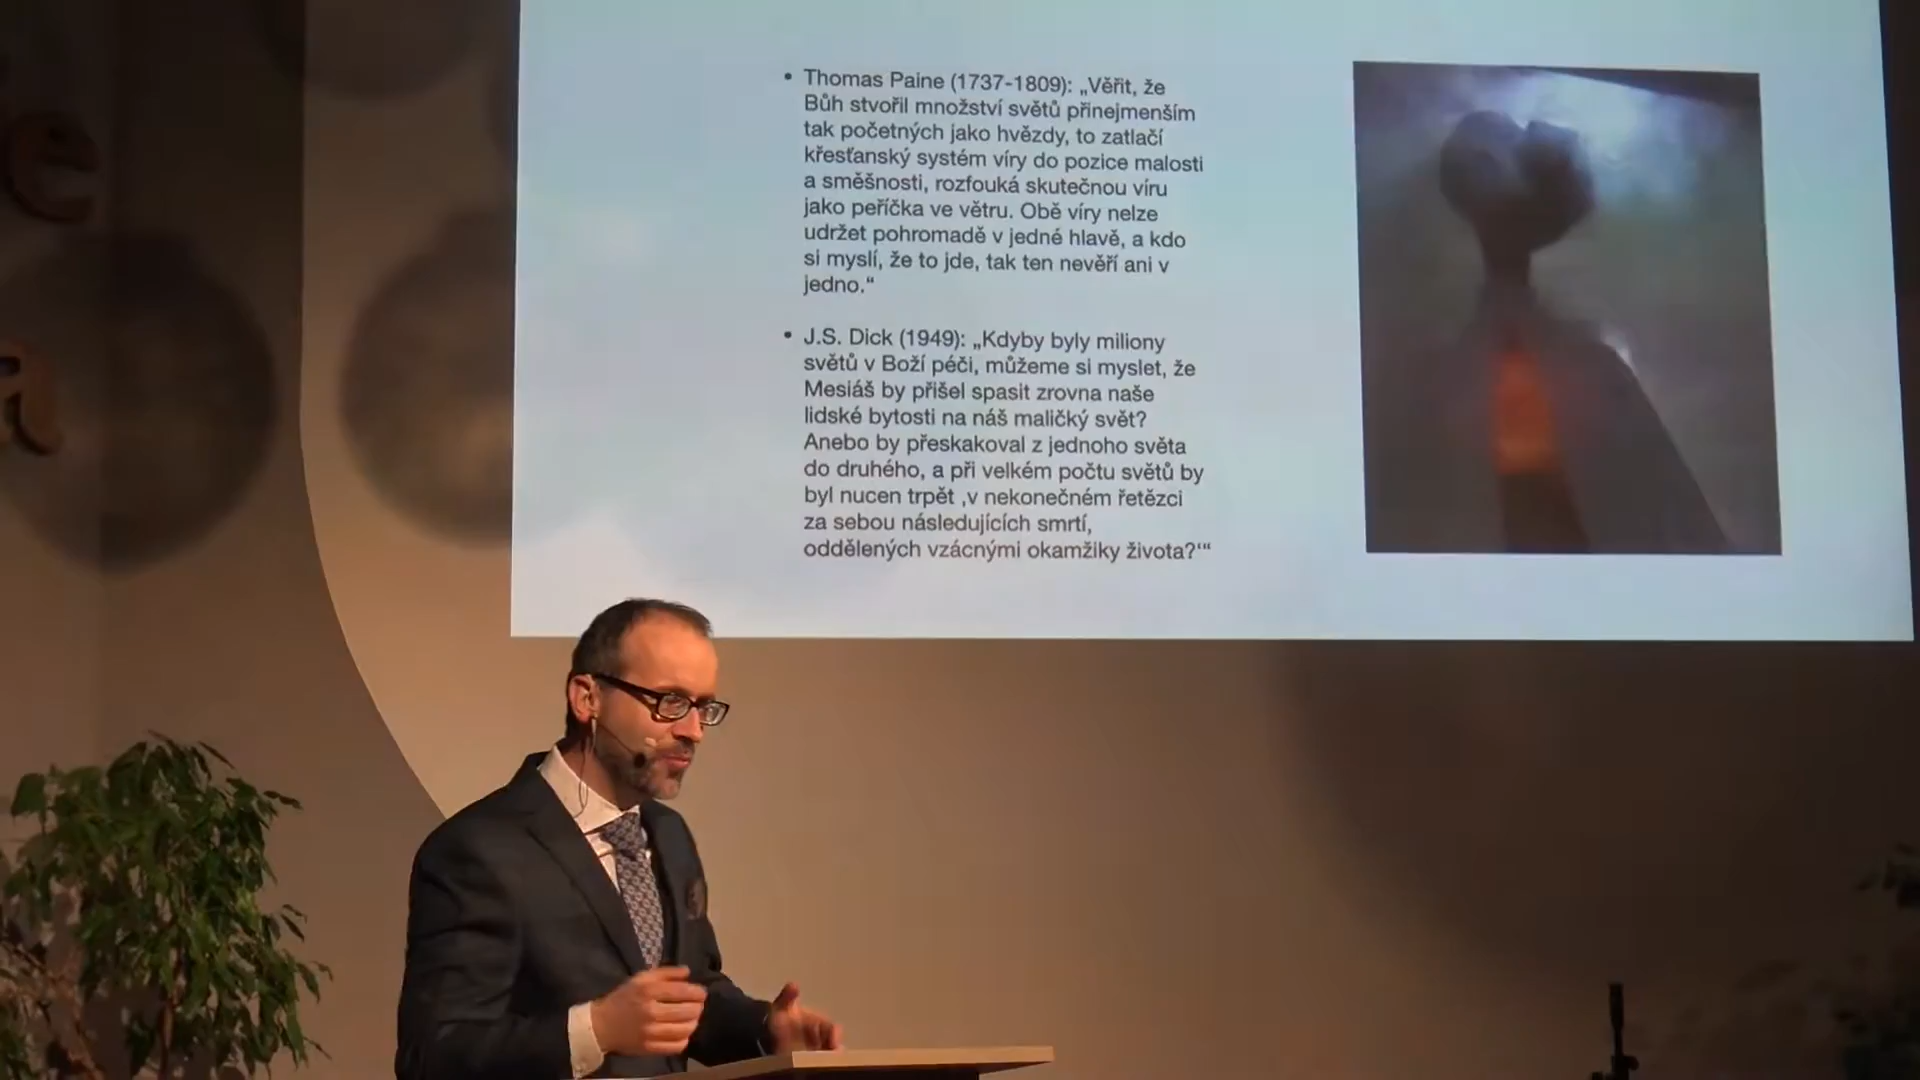 • Thomas Paine (1737-1809): „Věřit, že
Bůh stvořil množství světů přinejmenším
tak početných jako hvězdy, to zatlačí
křesťanský systém víry do pozice malosti
a směšnosti, rozfouká skutečnou víru
jako peříčka ve větru. Obě víry nelze
udržet pohromadě v jedné hlavě, a kdo
si myslí, že to jde, tak ten nevěří ani v
jedno.“
• J.S. Dick (1949): „Kdyby byly miliony
světů v Boží péči, můžeme si myslet, že
Mesiáš by přišel spasit zrovna naše
lidské bytosti na náš maličký svět?
Anebo by přeskakoval z jednoho světa
do druhého, a při velkém počtu světů by
byl nucen trpět ‚v nekonečném řetězci
za sebou následujících smrtí,
oddělených vzácnými okamžiky života?‘“